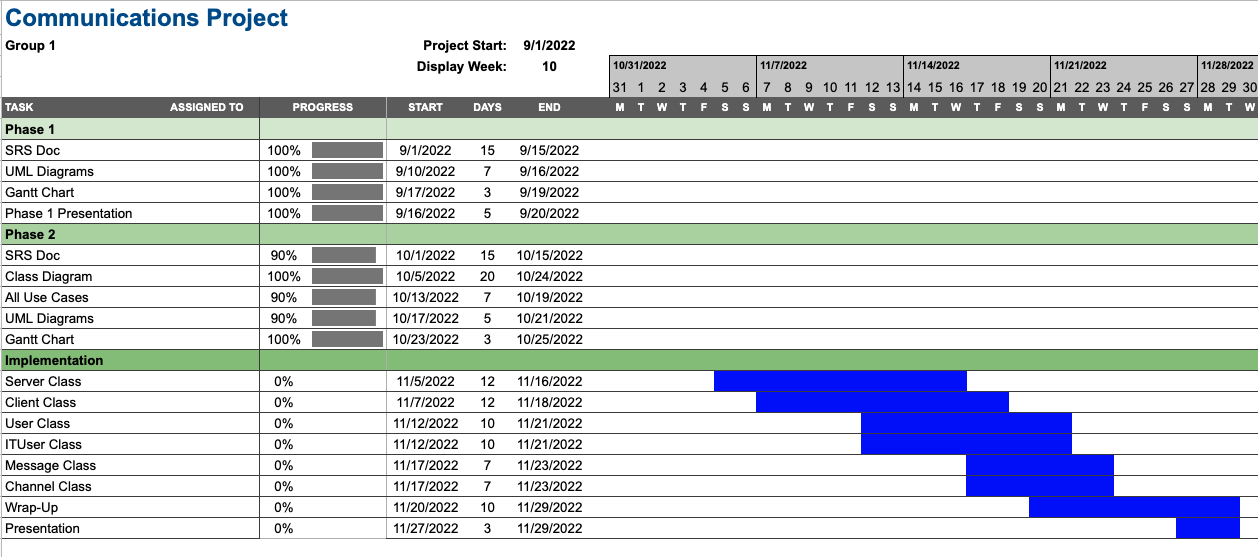 Communications Project
Group 1 Project Start: 9/1/2022
Display Week: 10
10/31/2022 11/7/2022 11/14/2022 11/21/2022 11/28/2022
31 1 2 3 4 5 6 7 8 9 10 11 12 13 14 15 16 17 18 19 20 21 22 23 24 25 26 27 28 29 30
TASK ASSIGNED TO PROGRESS START DAYS END M T W T F S S M T W T F S S M T W T F S S M T W T F S S M T W
Phase 1
SRS Doc 100% 9/1/2022 15 9/15/2022
UML Diagrams 100% 9/10/2022 7 9/16/2022
Gantt Chart 100% 9/17/2022 3 9/19/2022
Phase 1 Presentation 100% 9/16/2022 5 9/20/2022
Phase 2
SRS Doc 90% 10/1/2022 15 10/15/2022
Class Diagram 100% 10/5/2022 20 10/24/2022
All Use Cases 90% 10/13/2022 7 10/19/2022
UML Diagrams 90% 10/17/2022 5 10/21/2022
Gantt Chart 100% 10/23/2022 3 10/25/2022
Implementation
Server Class 0% 11/5/2022 12 11/16/2022
Client Class 0% 11/7/2022 12 11/18/2022
User Class 0% 11/12/2022 10 11/21/2022
ITUser Class 0% 11/12/2022 10 11/21/2022
Message Class 0% 11/17/2022 7 11/23/2022
Channel Class 0% 11/17/2022 7 11/23/2022
Wrap-Up 0% 11/20/2022 10 11/29/2022
Presentation 0% 11/27/2022 3 11/29/2022